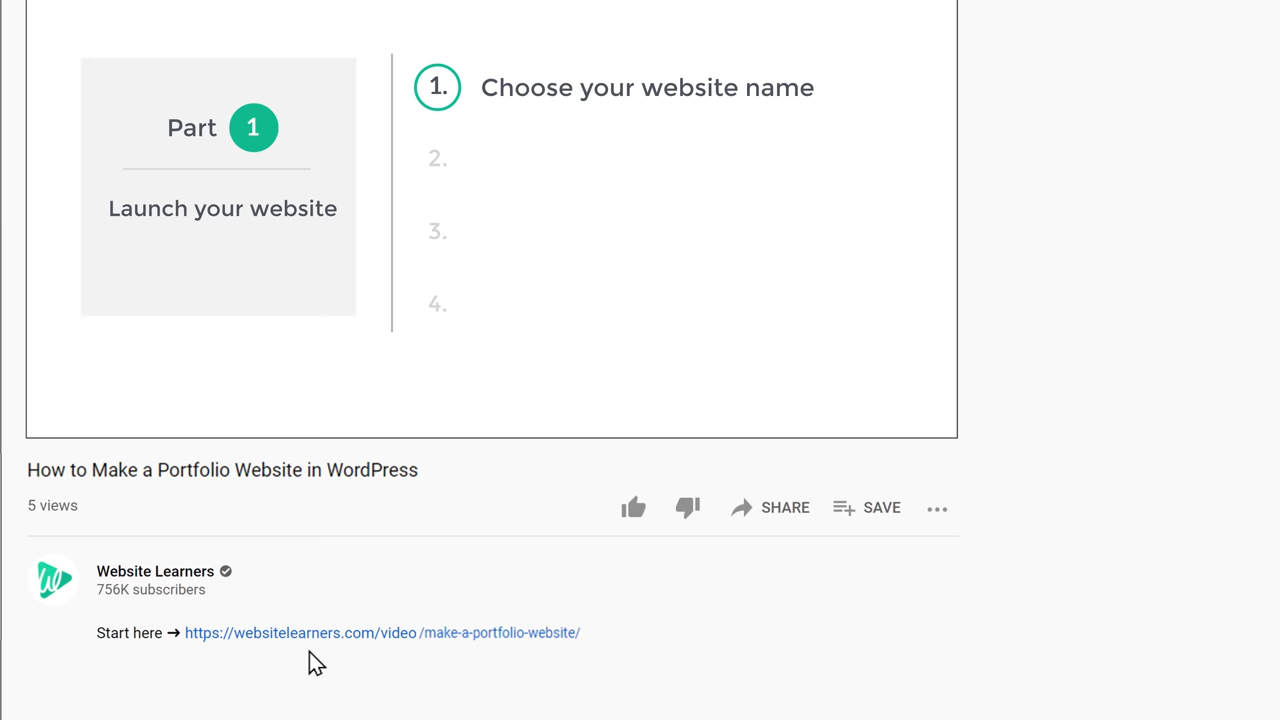 Part 1
Launch your website
1. Choose your website name
2.
3.
4.
How to Make a Portfolio Website in WordPress
5 views
SHARE
SAVE
Website Learners
756K subscribers
Start here ➔ https://websitelearners.com/video/make-a-portfolio-website/